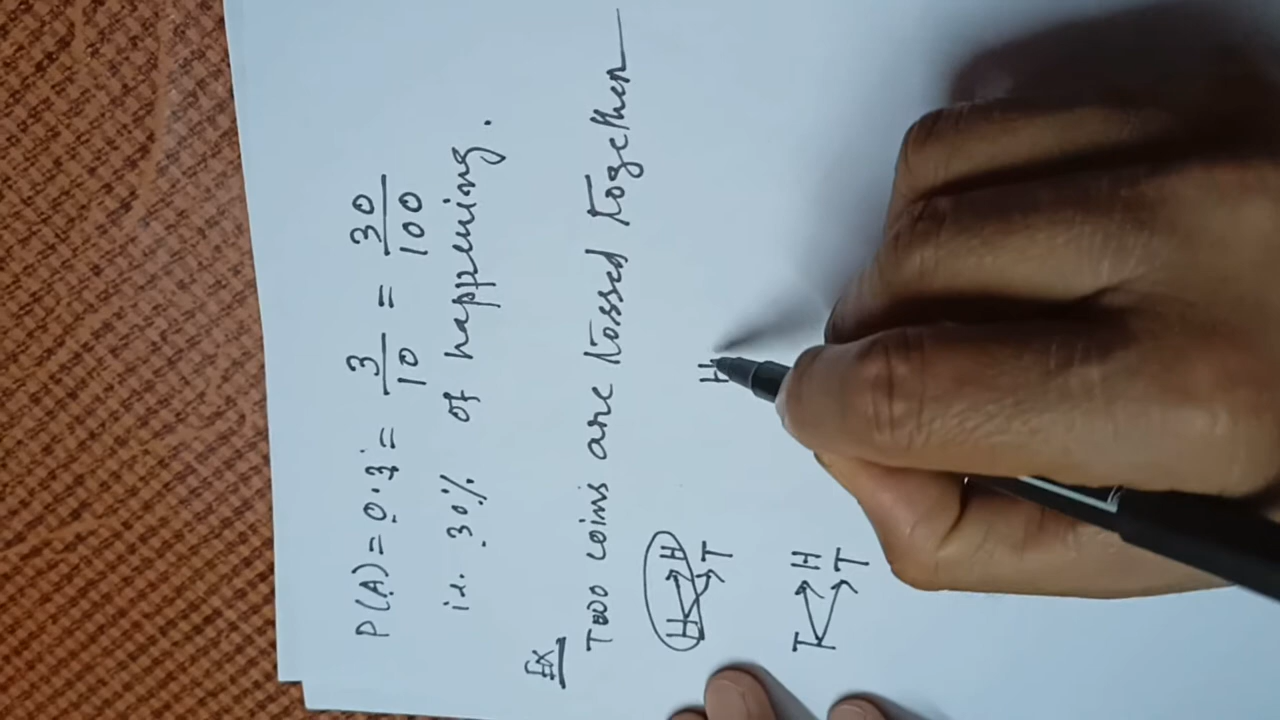 P(A) = 0.3 = 3/10 = 30/100
i.e. 30% of happening.
Ex
Two coins are tossed together
H H
T
H
T H
T